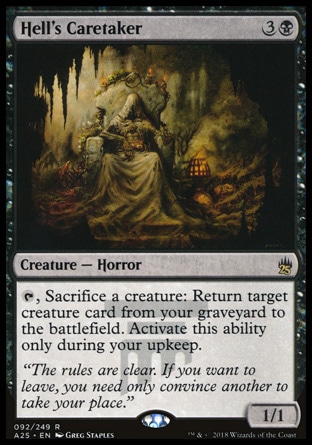 Hell's Caretaker 3
Creature — Horror
25
, Sacrifice a creature: Return target
creature card from your graveyard to
the battlefield. Activate this ability
only during your upkeep.
"The rules are clear. If you want to
leave, you need only convince another to
take your place."
092/249 R
A25 • EN Greg Staples
1/1
™ & © 2018 Wizards of the Coast